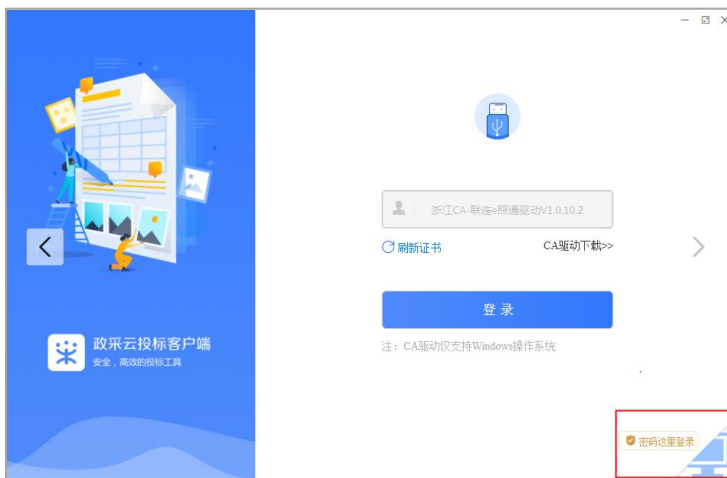 浙江CA-联连e照通驱动V1.0.10.2
刷新证书
CA驱动下载>>
登录
注：CA驱动仅支持Windows操作系统
政采云投标客户端
安全，高效的投标工具
密码这里登录